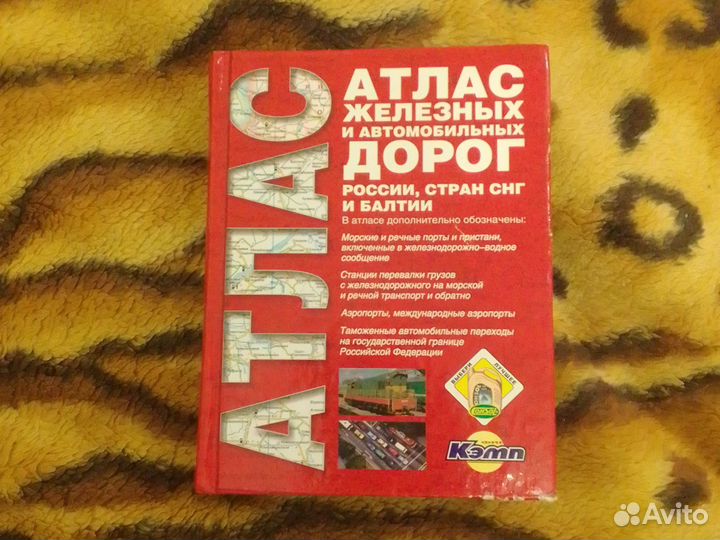 АТЛАС
АТЛАС
ЖЕЛЕЗНЫХ
И АВТОМОБИЛЬНЫХ
ДОРОГ
РОССИИ, СТРАН СНГ
И БАЛТИИ
В атласе дополнительно обозначены:
Морские и речные порты и пристани,
включенные в железнодорожно-водное
сообщение
Станции перевалки грузов
с железнодорожного на морской
и речной транспорт и обратно
Аэропорты, международные аэропорты
Таможенные автомобильные переходы
на государственной границе
Российской Федерации
ВЫБЕРИ ЛУЧШЕЕ
Кэмп
Avito